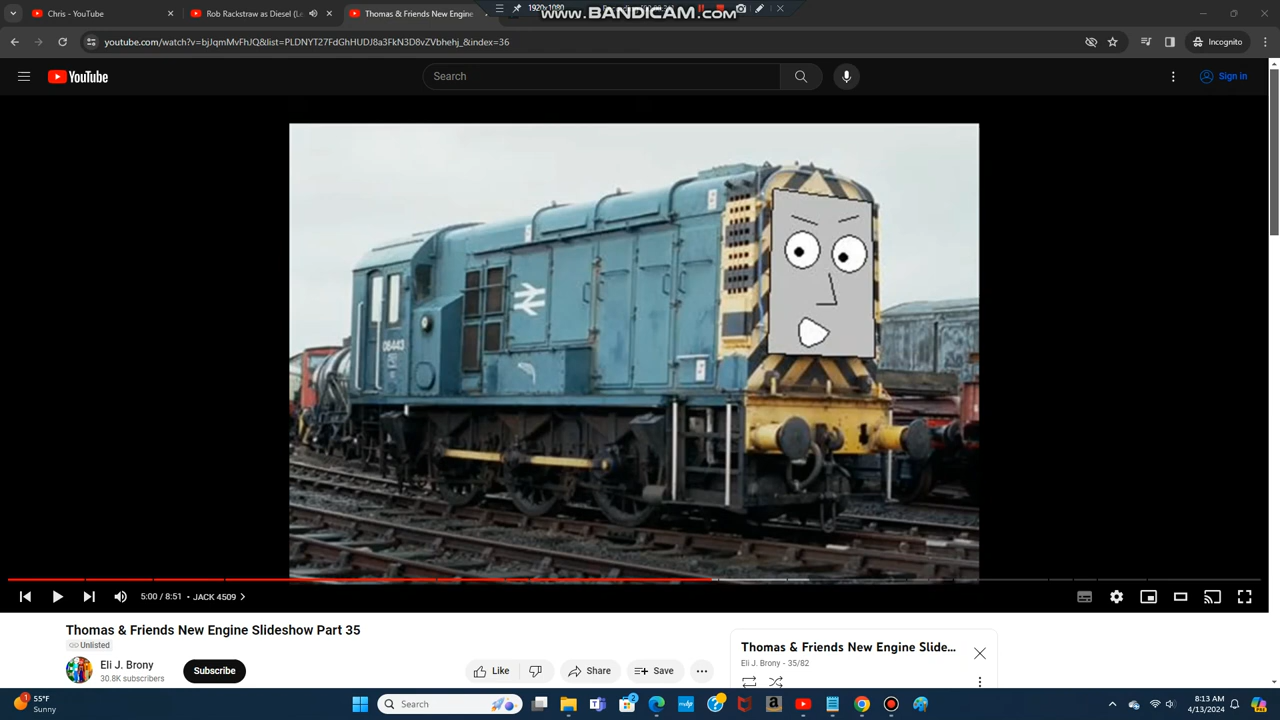 Chris - YouTube
Rob Rackstraw as Diesel (L
Thomas & Friends New Engine
1920x1080
www.BANDICAM.com
youtube.com/watch?v=bJqmMvFhJQ&list=PLDNYT27FdGhHUDJ8a3FkN3D8vZVbhehj_&index=36
Incognito
YouTube
Search
Sign in
08443
5:00 / 8:51 • JACK 4509
Thomas & Friends New Engine Slideshow Part 35
Unlisted
Eli J. Brony
30.8K subscribers
Subscribe
Like
Share
Save
Thomas & Friends New Engine Slide...
Eli J. Brony - 35/82
55°F
Sunny
Search
2
8:13 AM
4/13/2024